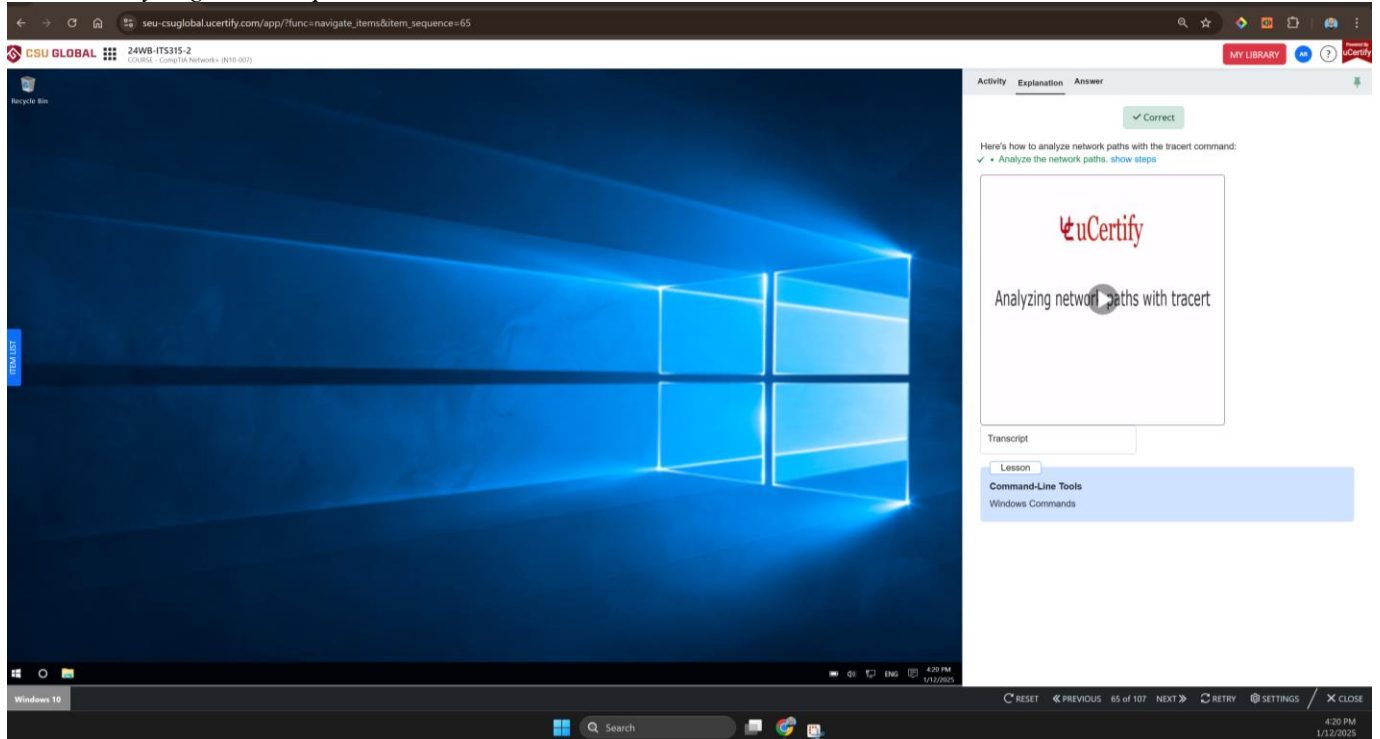 seu-csuglobal.ucertify.com/app/?func=navigate_items&item_sequence=65
CSU GLOBAL
24WB-ITS315-2
COURSE - CompTIA Network+ (N10-007)
MY LIBRARY
AR
?
Powered By
uCertify
Recycle Bin
Activity Explanation Answer
Correct
Here's how to analyze network paths with the tracert command:
• Analyze the network paths. show steps
uCertify
Analyzing network paths with tracert
Transcript
Lesson
Command-Line Tools
Windows Commands
ITEM LIST
ENG
4:20 PM
1/12/2025
Windows 10
RESET PREVIOUS 65 of 107 NEXT RETRY SETTINGS / CLOSE
Search
4:20 PM
1/12/2025